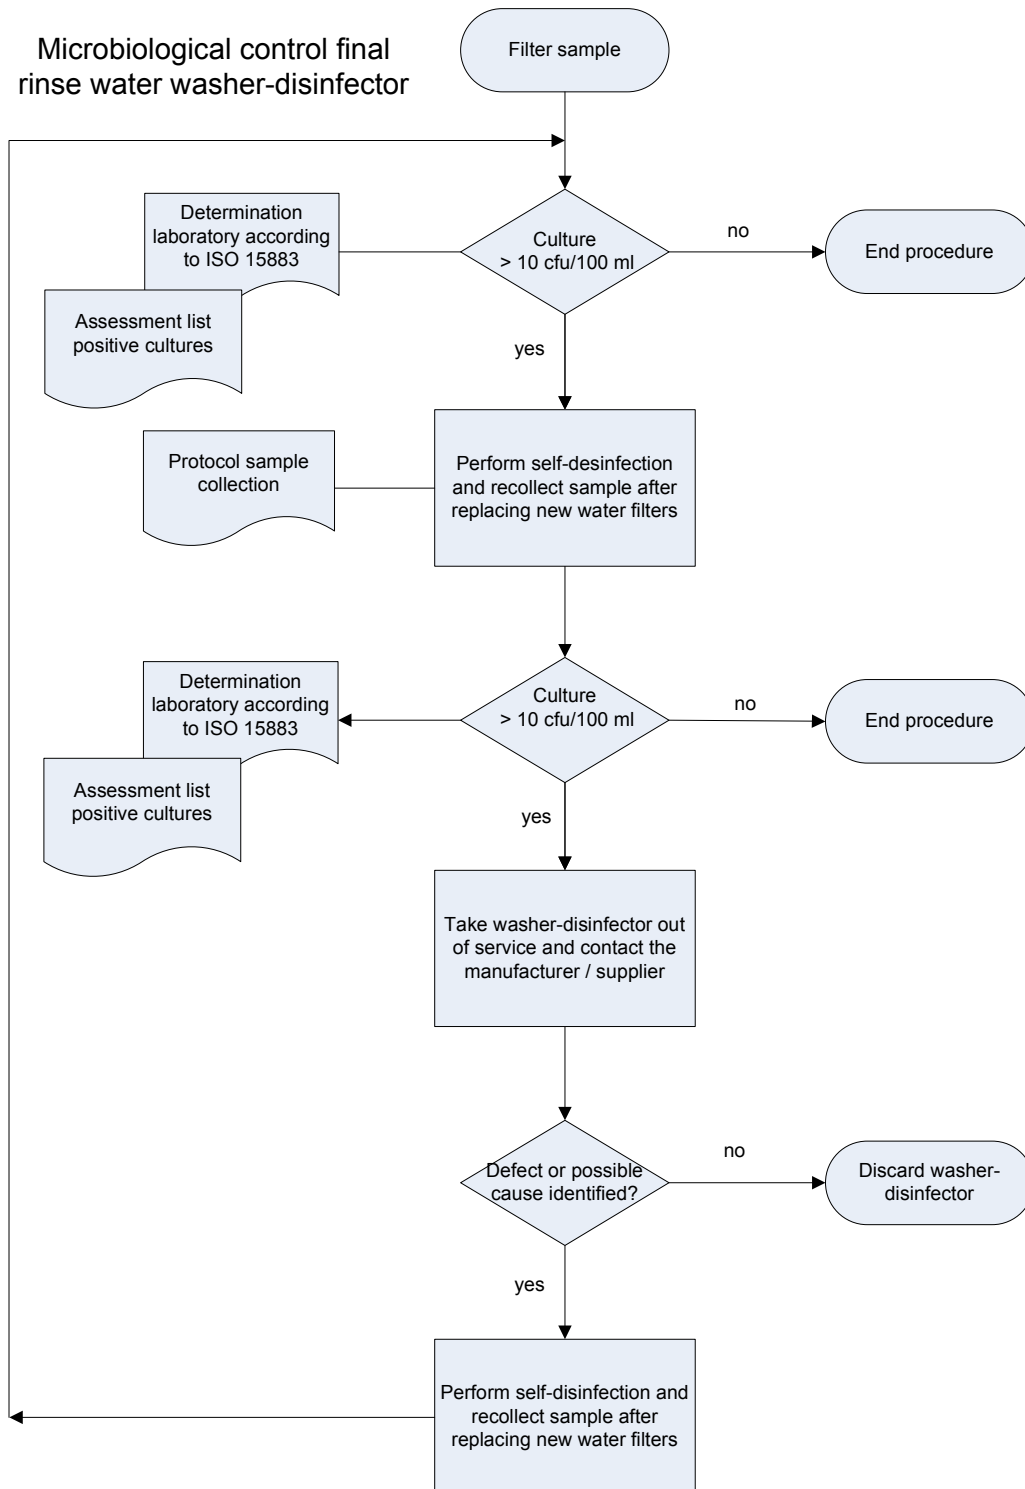 Microbiological control final
rinse water washer-disinfector
Filter sample
Determination
laboratory according
to ISO 15883
Culture
> 10 cfu/100 ml
no
End procedure
Assessment list
positive cultures
yes
Protocol sample
collection
Perform self-desinfection
and recollect sample after
replacing new water filters
Determination
laboratory according
to ISO 15883
Culture
> 10 cfu/100 ml
no
End procedure
Assessment list
positive cultures
yes
Take washer-disinfector out
of service and contact the
manufacturer / supplier
Defect or possible
cause identified?
no
Discard washer-
disinfector
yes
Perform self-disinfection and
recollect sample after
replacing new water filters